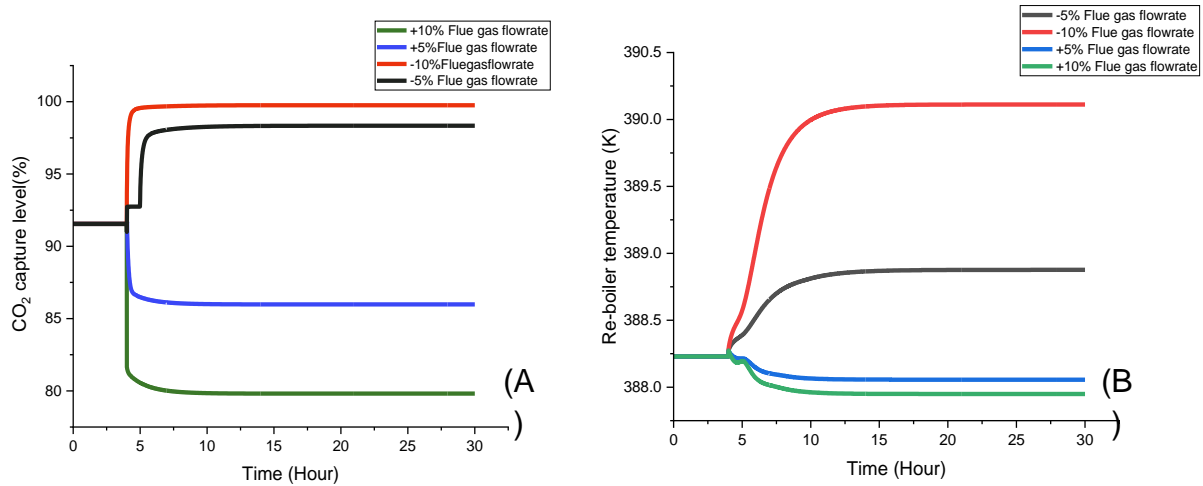 +10% Flue gas flowrate
+5%Flue gas flowrate
-10%Fluegasflowrate
-5% Flue gas flowrate
100
95
90
85
80
CO₂ capture level(%)
0 5 10 15 20 25 30
Time (Hour)
(A
)
-5% Flue gas flowrate
-10% Flue gas flowrate
+5% Flue gas flowrate
+10% Flue gas flowrate
390.5
390.0
389.5
389.0
388.5
388.0
Re-boiler temperature (K)
0 5 10 15 20 25 30
Time (Hour)
(B
)